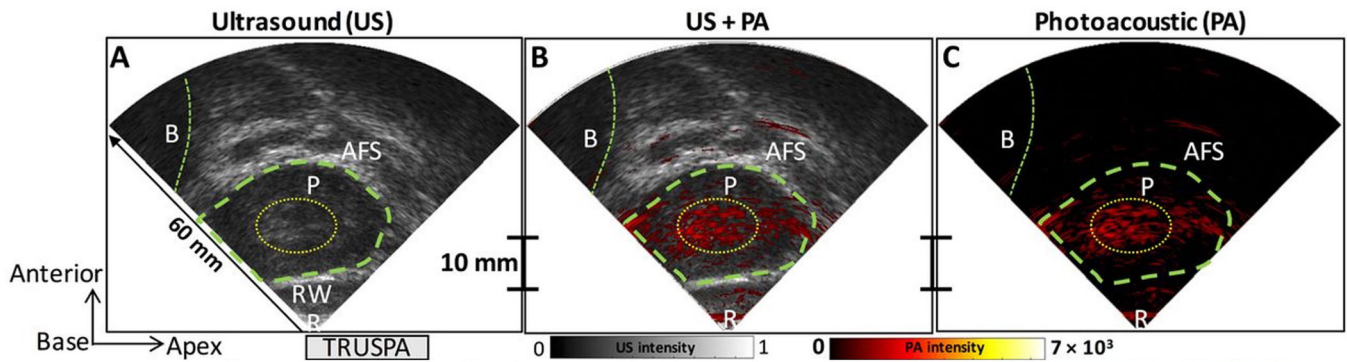 Ultrasound (US)
US + PA
Photoacoustic (PA)
A
B
AFS
P
60 mm
RW
R
Anterior
Base
Apex
TRUSPA
B
B
AFS
P
R
10 mm
0
US intensity
1
C
B
AFS
P
R
0
PA intensity
7 × 10³